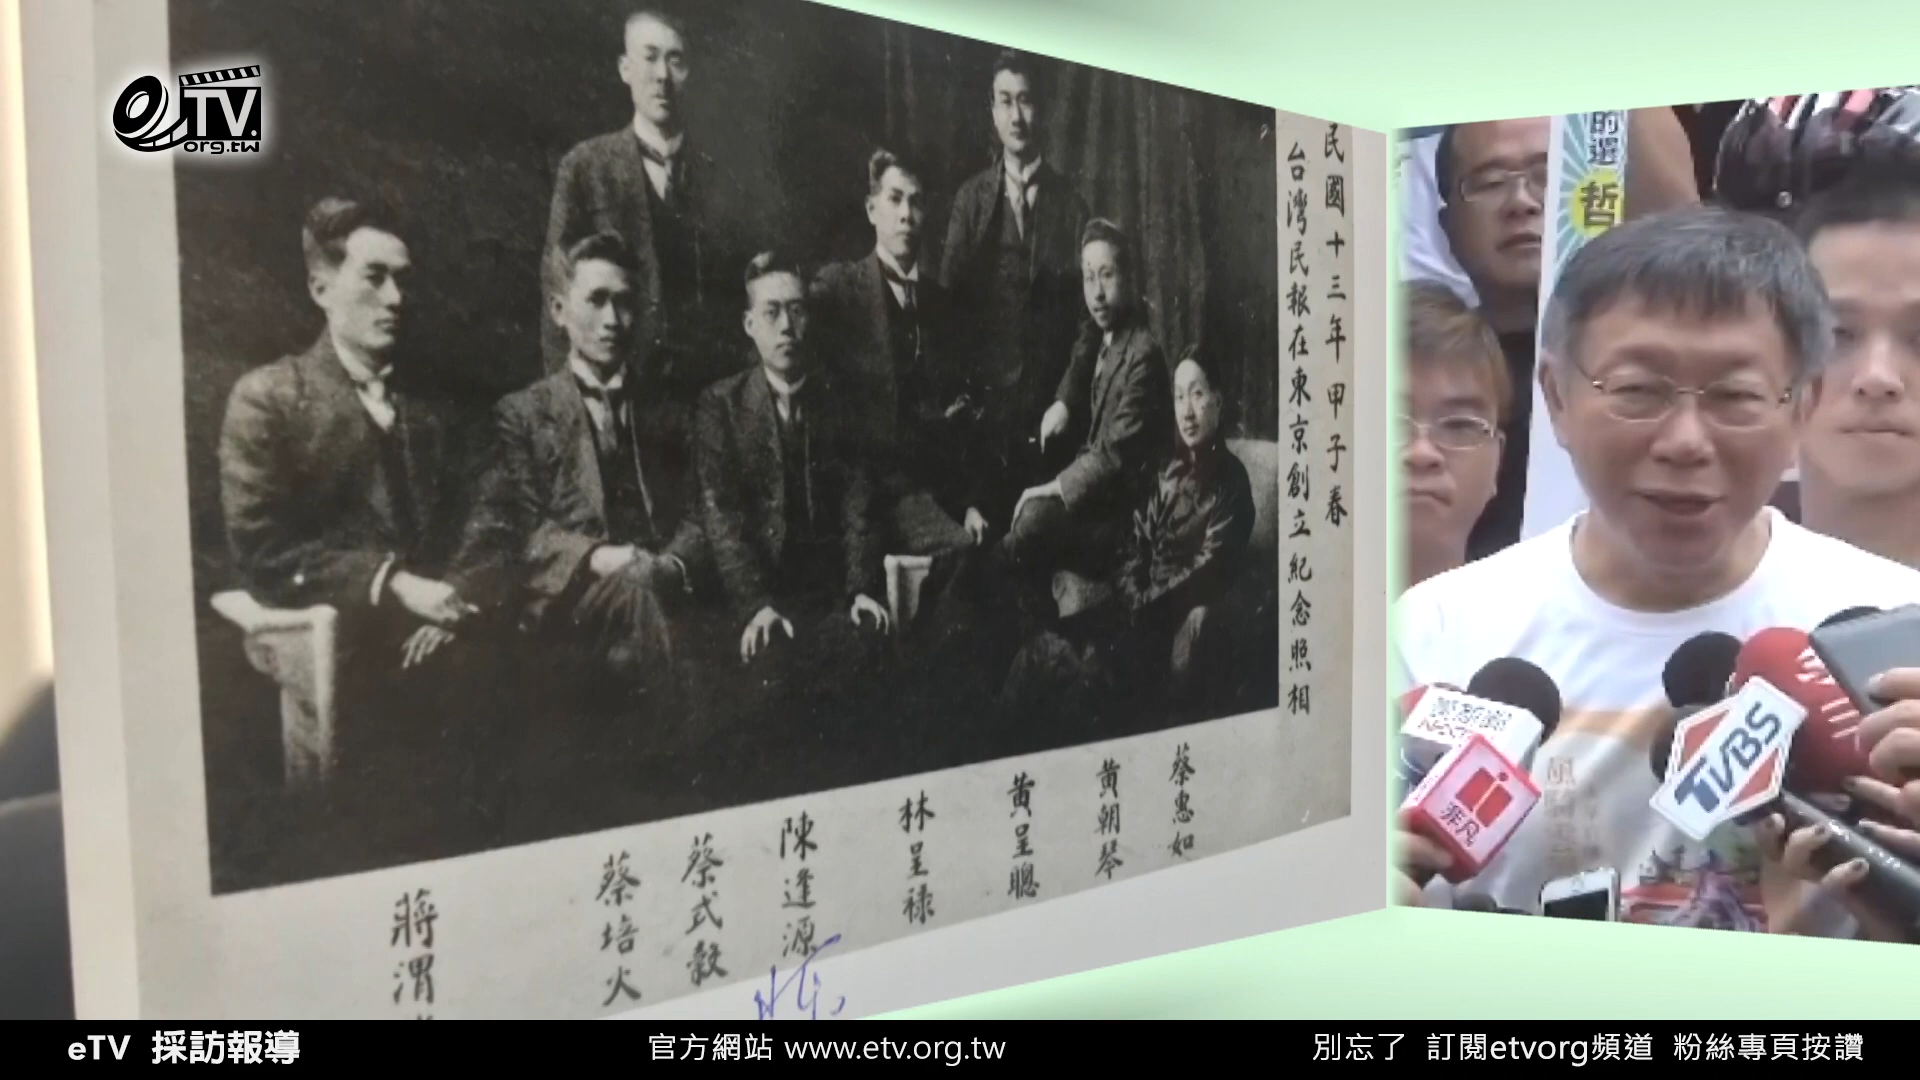 eTV.
org.tw
民國十三年甲子春
台灣民報在東京創立紀念照相
蔣渭
蔡培火
蔡式穀
陳逢源
林呈祿
黃呈聰
黃朝琴
蔡惠如
的選
哲
TVBS
非凡
eTV 採訪報導
官方網站 www.etv.org.tw
別忘了 訂閱etvorg頻道 粉絲專頁按讚